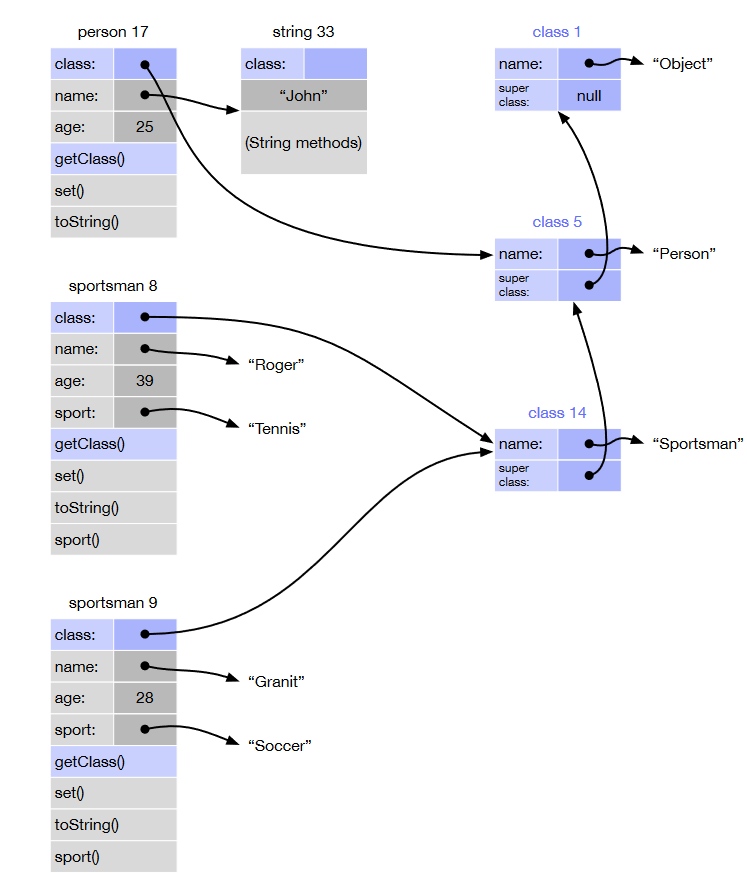 person 17
class:
name:
age: 25
getClass()
set()
toString()
string 33
class:
“John”
(String methods)
class 1
name: “Object”
super
class: null
class 5
name: “Person”
super
class:
sportsman 8
class:
name: “Roger”
age: 39
sport: “Tennis”
getClass()
set()
toString()
sport()
class 14
name: “Sportsman”
super
class:
sportsman 9
class:
name: “Granit”
age: 28
sport: “Soccer”
getClass()
set()
toString()
sport()